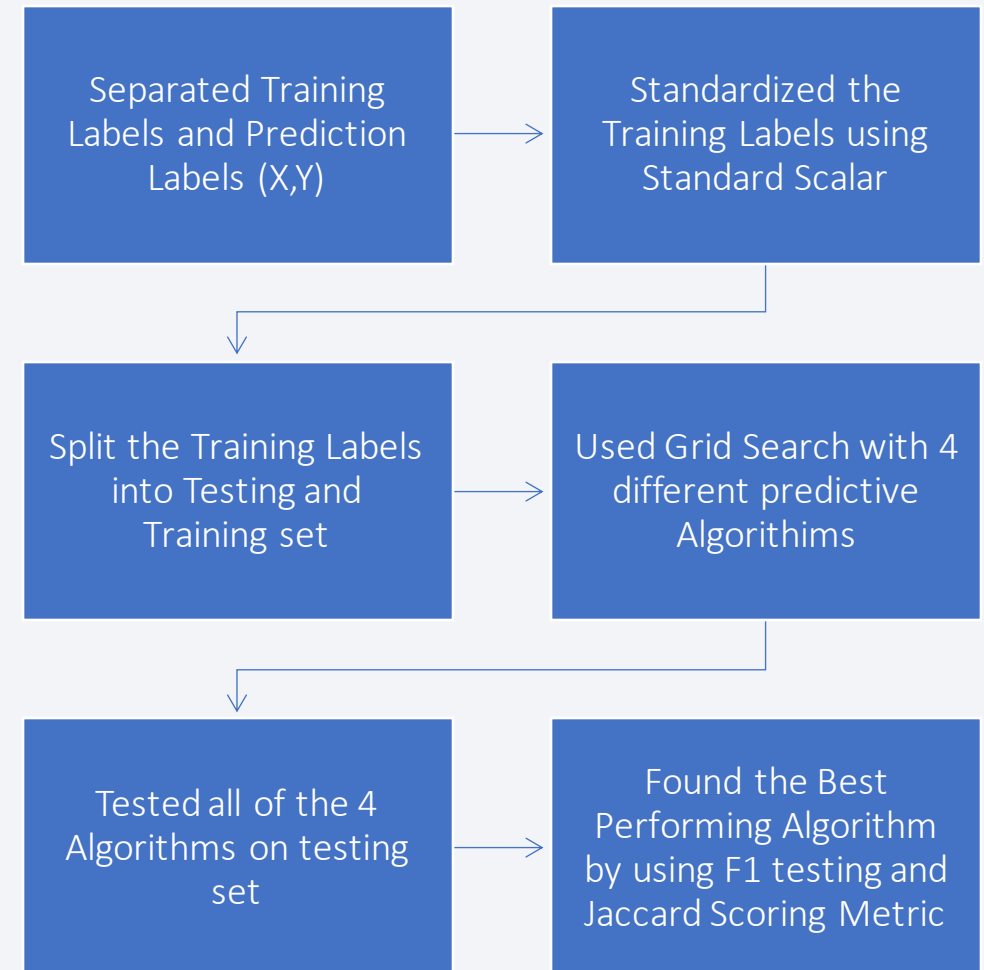 Separated Training
Labels and Prediction
Labels (X,Y)
Standardized the
Training Labels using
Standard Scalar
Split the Training Labels
into Testing and
Training set
Used Grid Search with 4
different predictive
Algorithims
Tested all of the 4
Algorithms on testing
set
Found the Best
Performing Algorithm
by using F1 testing and
Jaccard Scoring Metric